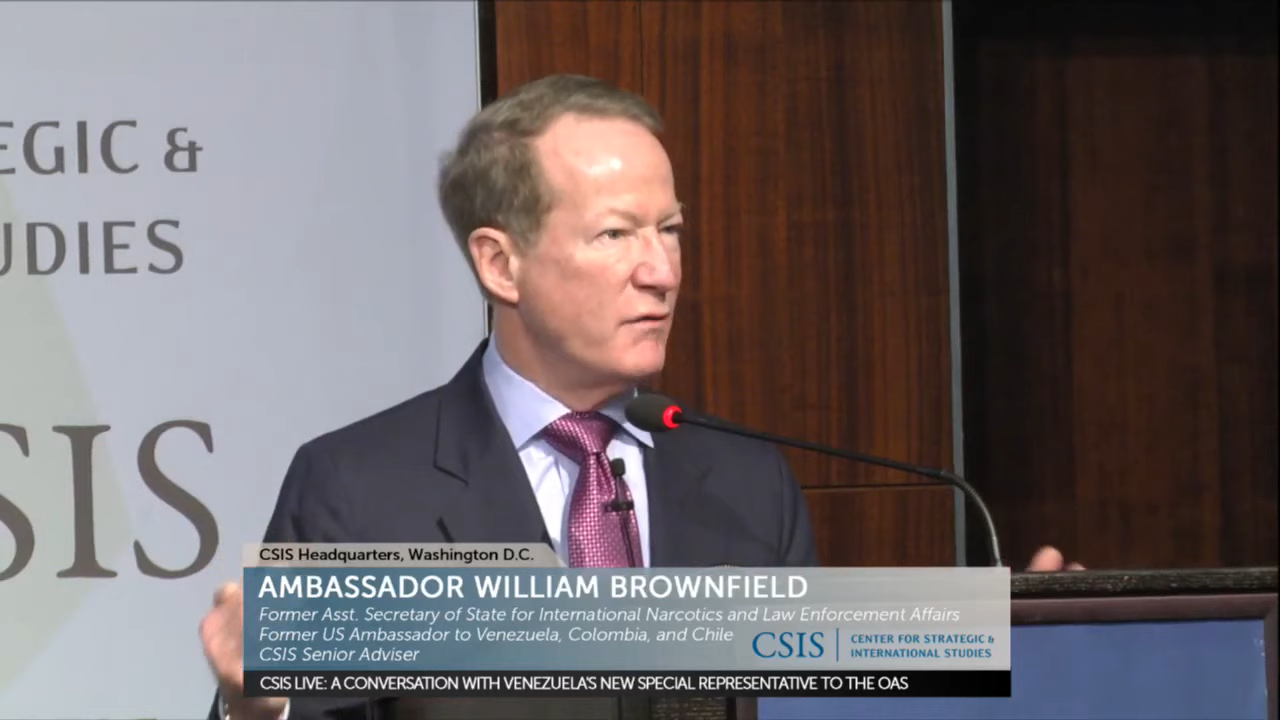 EGIC &
UDIES
SIS
CSIS Headquarters, Washington D.C.
AMBASSADOR WILLIAM BROWNFIELD
Former Asst. Secretary of State for International Narcotics and Law Enforcement Affairs
Former US Ambassador to Venezuela, Colombia, and Chile
CSIS Senior Adviser
CSIS
CENTER FOR STRATEGIC &
INTERNATIONAL STUDIES
CSIS LIVE: A CONVERSATION WITH VENEZUELA'S NEW SPECIAL REPRESENTATIVE TO THE OAS